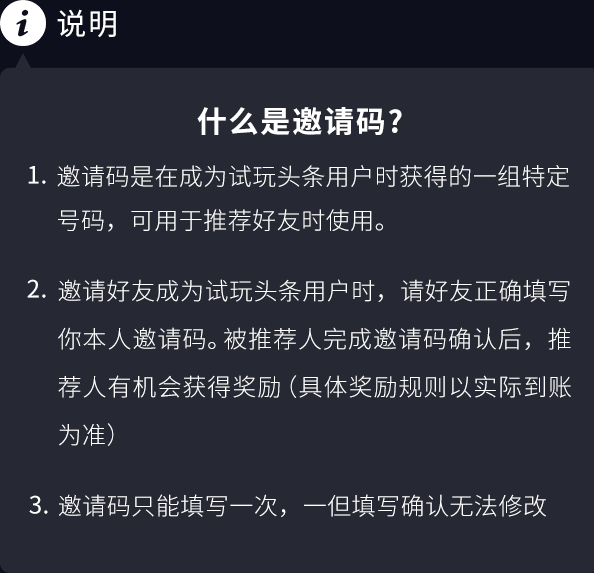 说明
什么是邀请码?
1. 邀请码是在成为试玩头条用户时获得的一组特定
号码，可用于推荐好友时使用。
2. 邀请好友成为试玩头条用户时，请好友正确填写
你本人邀请码。被推荐人完成邀请码确认后，推
荐人有机会获得奖励（具体奖励规则以实际到账
为准）
3. 邀请码只能填写一次，一但填写确认无法修改